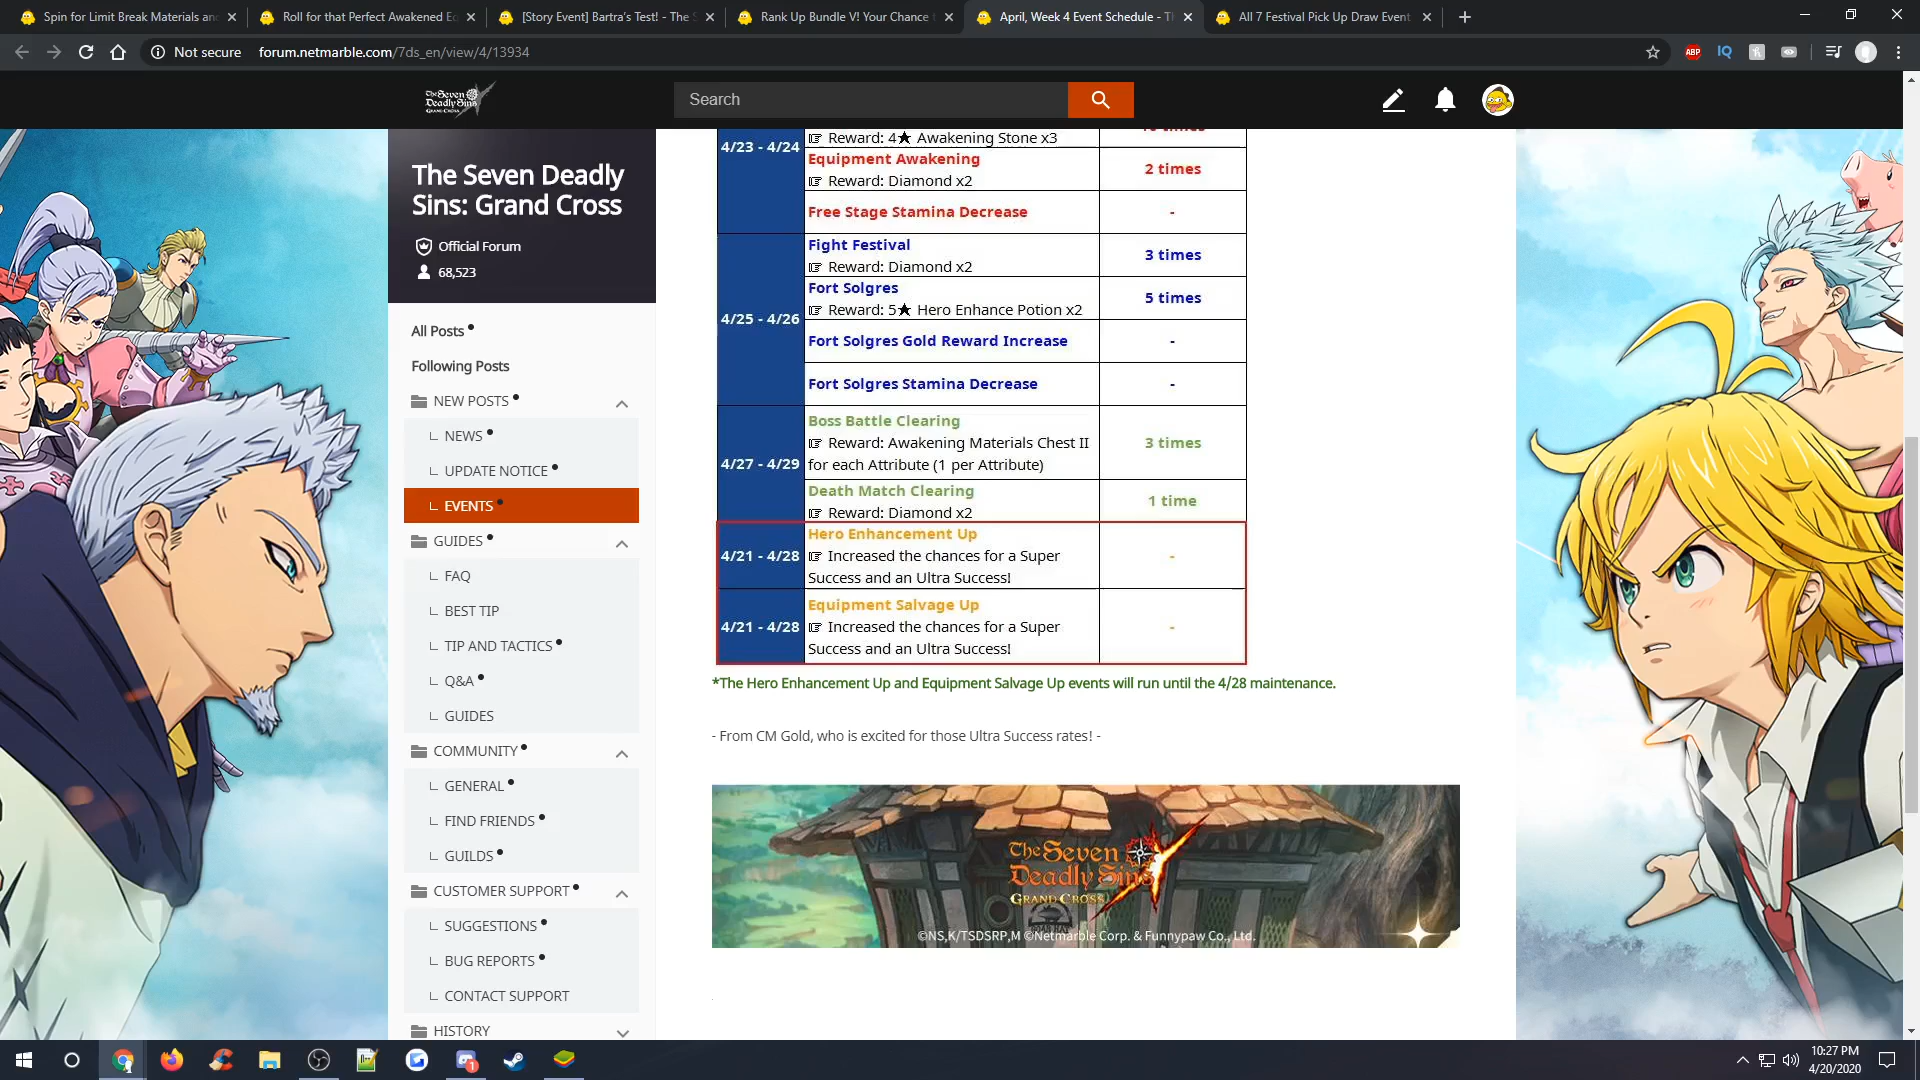 Spin for Limit Break Materials an
Roll for that Perfect Awakened Eq
[Story Event] Bartra's Test! - The S
Rank Up Bundle V! Your Chance t
April, Week 4 Event Schedule - Th
All 7 Festival Pick Up Draw Event
Not secure
forum.netmarble.com/7ds_en/view/4/13934
ABP
IQ
The Seven
Deadly Sins
GRAND CROSS
Search
The Seven Deadly
Sins: Grand Cross
Official Forum
68,523
All Posts
Following Posts
NEW POSTS
NEWS
UPDATE NOTICE
EVENTS
GUIDES
FAQ
BEST TIP
TIP AND TACTICS
Q&A
GUIDES
COMMUNITY
GENERAL
FIND FRIENDS
GUILDS
CUSTOMER SUPPORT
SUGGESTIONS
BUG REPORTS
CONTACT SUPPORT
HISTORY
4/23 - 4/24
☞ Reward: 4★ Awakening Stone x3
Equipment Awakening
☞ Reward: Diamond x2
2 times
Free Stage Stamina Decrease
-
4/25 - 4/26
Fight Festival
☞ Reward: Diamond x2
3 times
Fort Solgres
☞ Reward: 5★ Hero Enhance Potion x2
5 times
Fort Solgres Gold Reward Increase
-
Fort Solgres Stamina Decrease
-
4/27 - 4/29
Boss Battle Clearing
☞ Reward: Awakening Materials Chest II
for each Attribute (1 per Attribute)
3 times
Death Match Clearing
☞ Reward: Diamond x2
1 time
4/21 - 4/28
Hero Enhancement Up
☞ Increased the chances for a Super
Success and an Ultra Success!
-
4/21 - 4/28
Equipment Salvage Up
☞ Increased the chances for a Super
Success and an Ultra Success!
-
*The Hero Enhancement Up and Equipment Salvage Up events will run until the 4/28 maintenance.
- From CM Gold, who is excited for those Ultra Success rates! -
The Seven
Deadly Sins
GRAND CROSS
©NS,K/TSDSRP,M ©Netmarble Corp. & Funnypaw Co., Ltd.
1
10:27 PM
4/20/2020